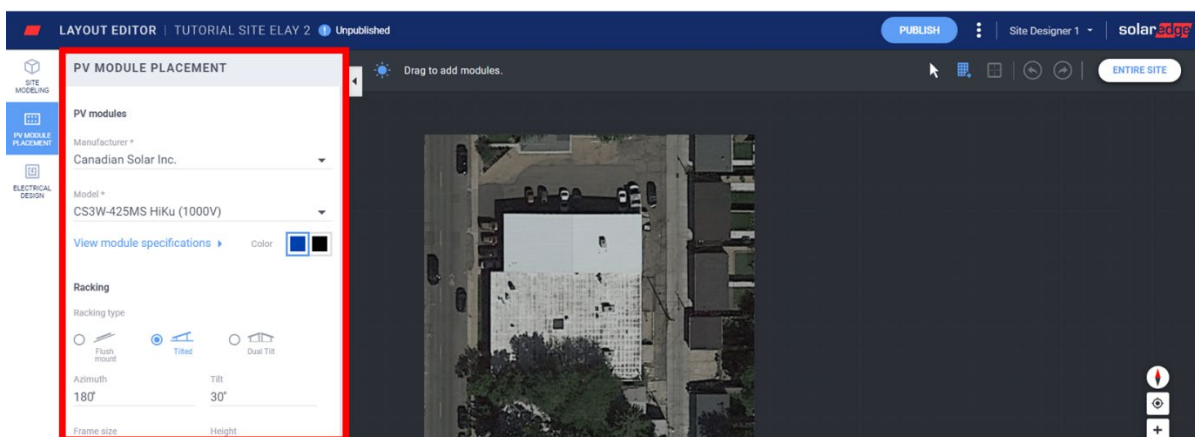 LAYOUT EDITOR | TUTORIAL SITE ELAY 2 Unpublished
PUBLISH
Site Designer 1
solaredge
SITE
MODELING
PV MODULE
PLACEMENT
ELECTRICAL
DESIGN
PV MODULE PLACEMENT
PV modules
Manufacturer *
Canadian Solar Inc.
Model *
CS3W-425MS HiKu (1000V)
View module specifications
Color
Racking
Racking type
Flush
mount
Tilted
Dual Tilt
Azimuth
Tilt
180°
30°
Frame size
Height
Drag to add modules.
ENTIRE SITE
+